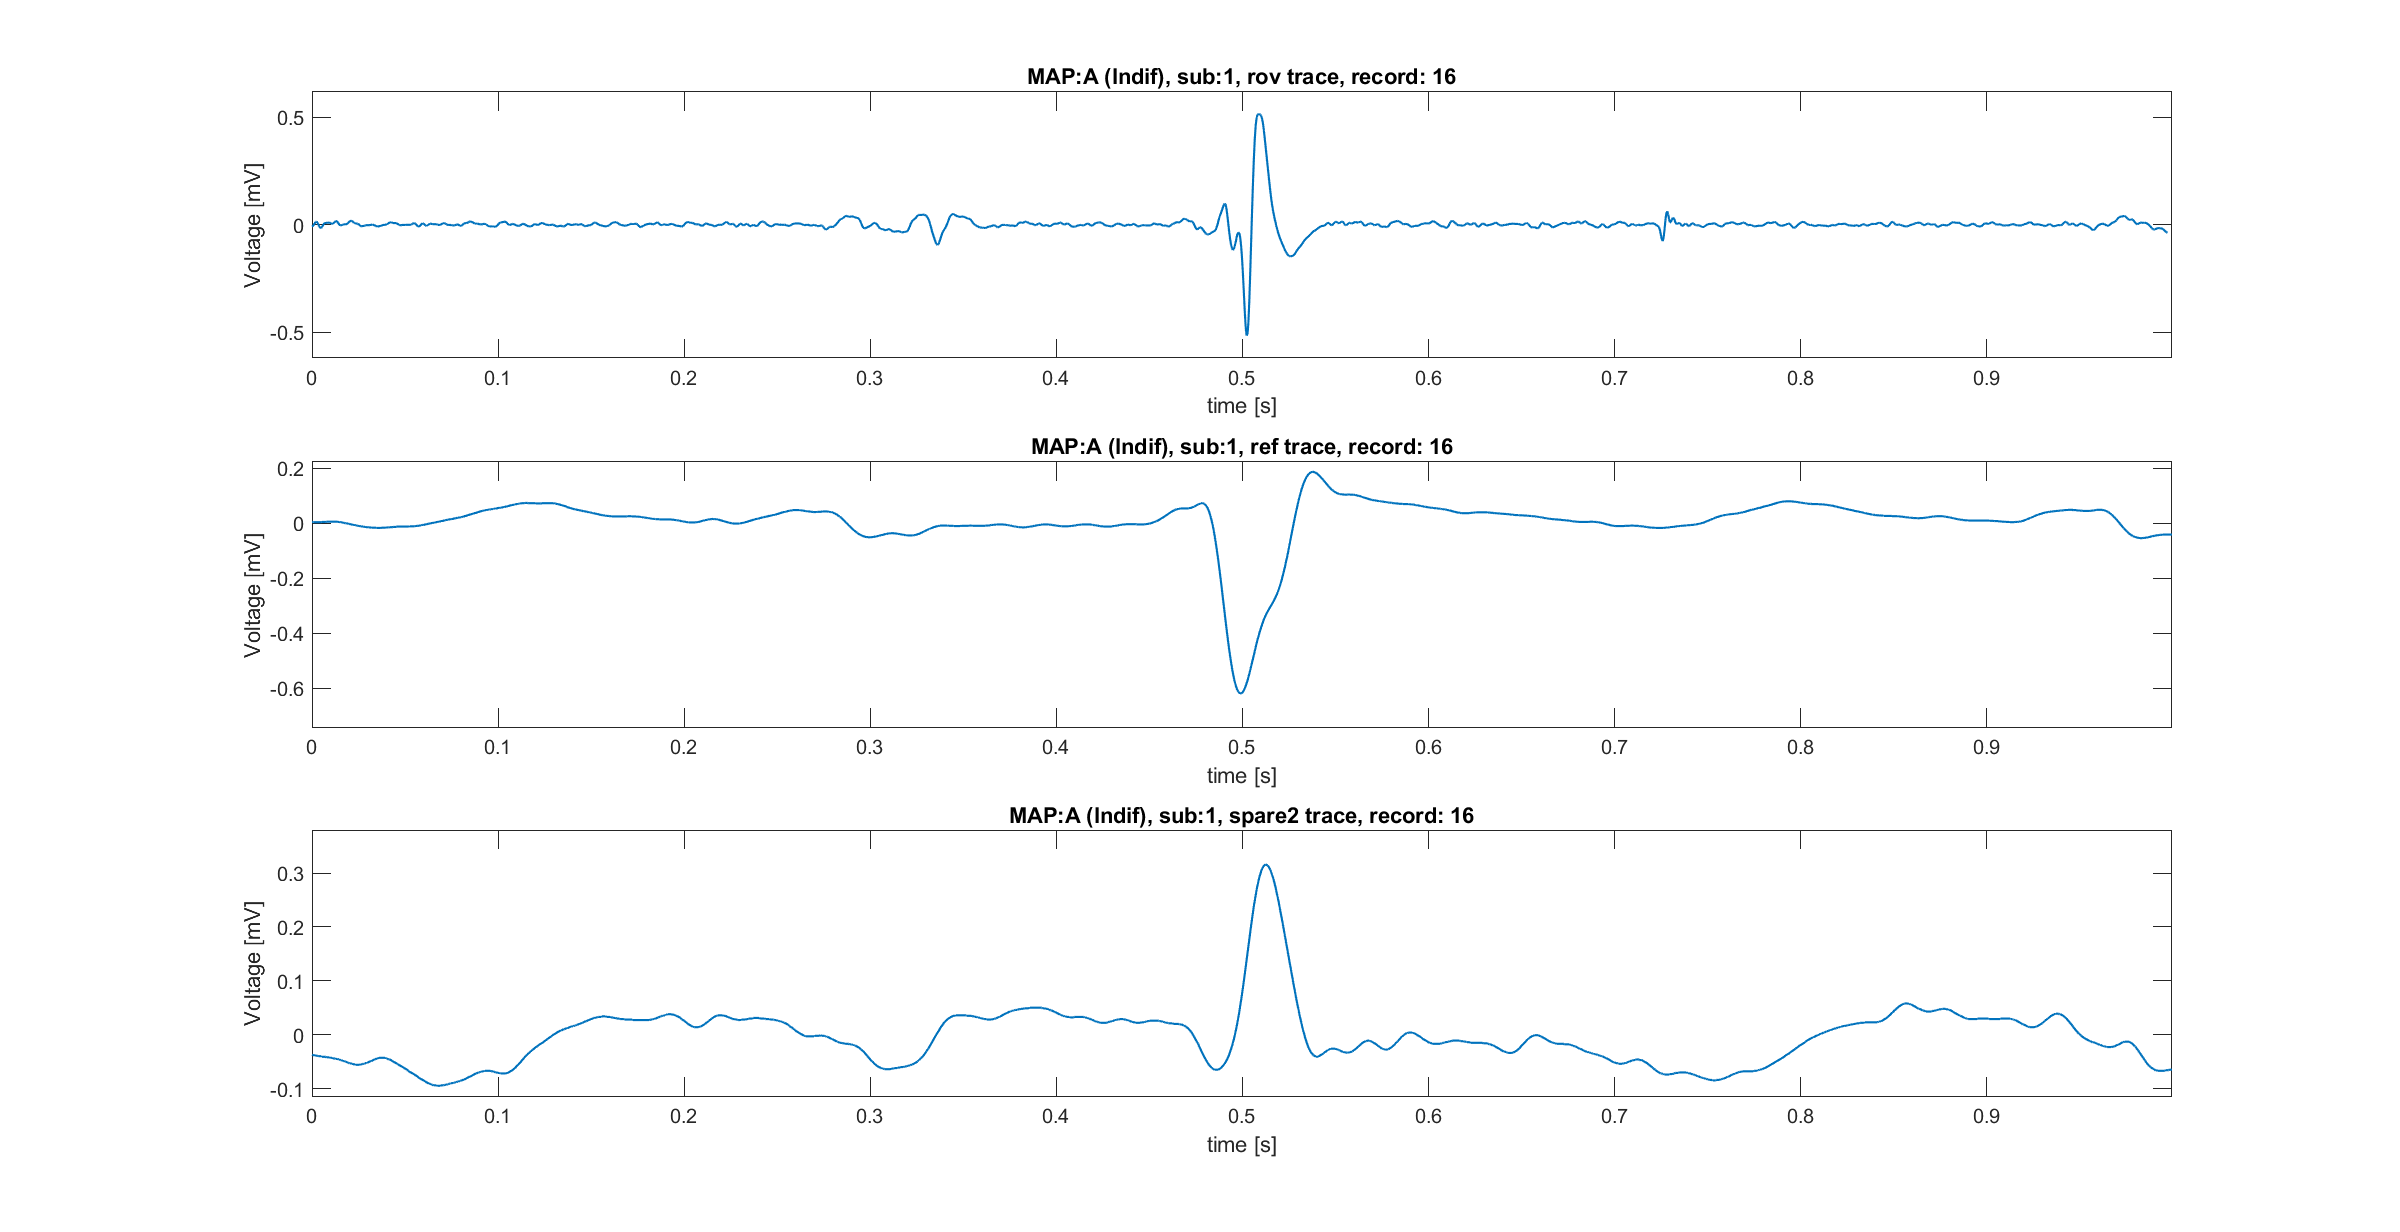 MAP:A (Indif), sub:1, rov trace, record: 16
Voltage [mV]
0.5
0
-0.5
0 0.1 0.2 0.3 0.4 0.5 0.6 0.7 0.8 0.9
time [s]
MAP:A (Indif), sub:1, ref trace, record: 16
Voltage [mV]
0.2
0
-0.2
-0.4
-0.6
0 0.1 0.2 0.3 0.4 0.5 0.6 0.7 0.8 0.9
time [s]
MAP:A (Indif), sub:1, spare2 trace, record: 16
Voltage [mV]
0.3
0.2
0.1
0
-0.1
0 0.1 0.2 0.3 0.4 0.5 0.6 0.7 0.8 0.9
time [s]